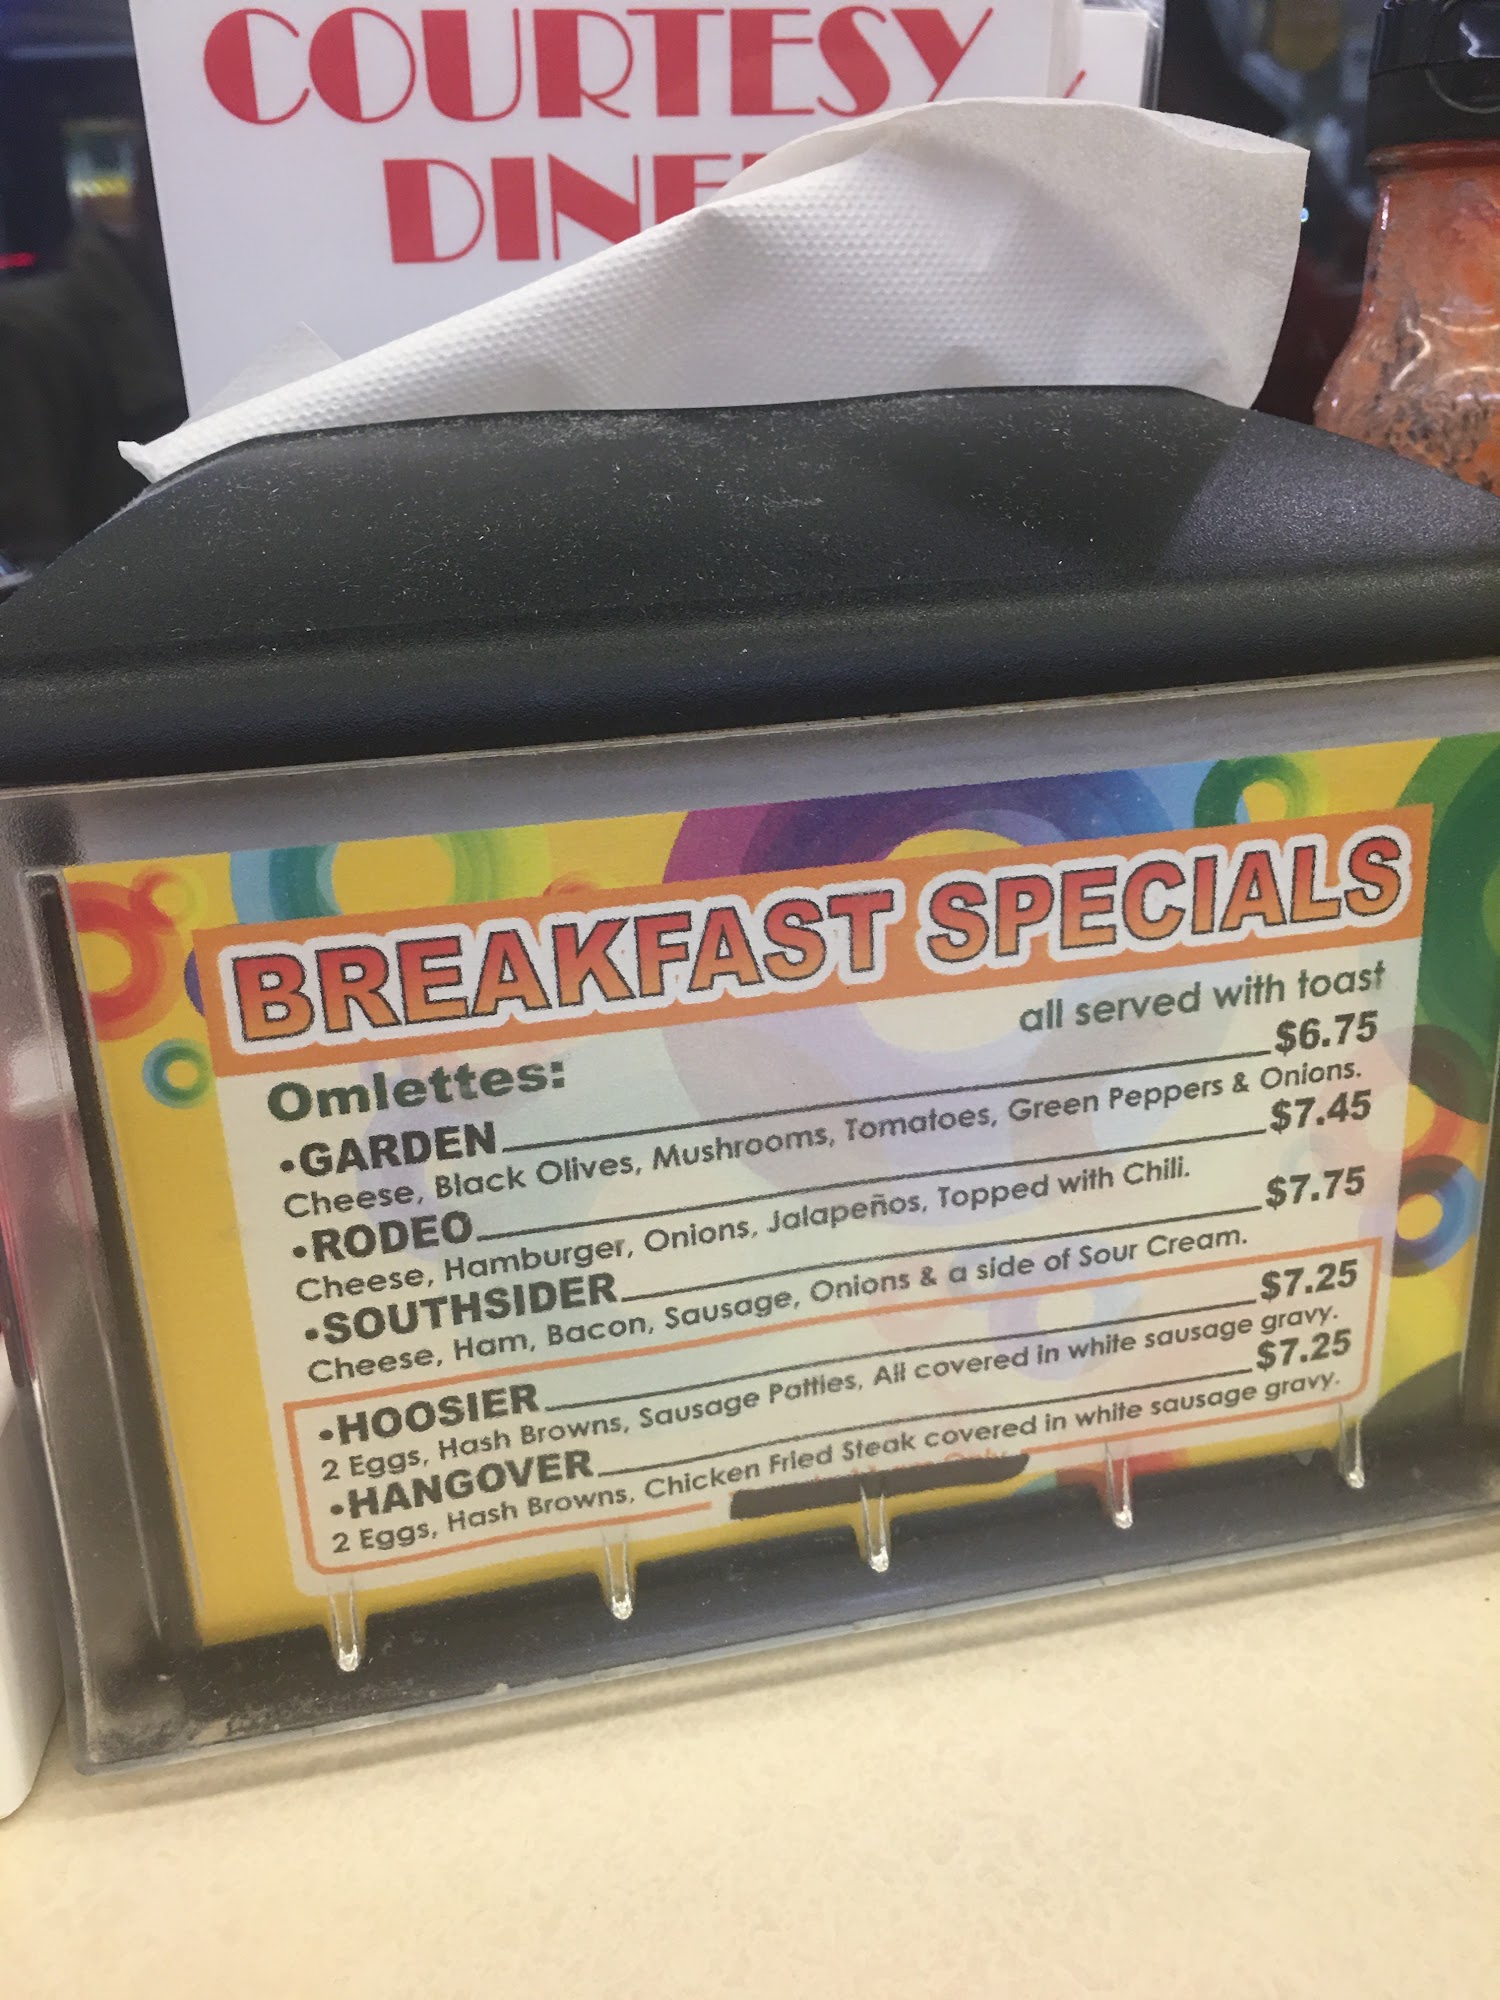 COURTESY
DINE
BREAKFAST SPECIALS
all served with toast
Omlettes:
•GARDEN $6.75
Cheese, Black Olives, Mushrooms, Tomatoes, Green Peppers & Onions.
•RODEO $7.45
Cheese, Hamburger, Onions, Jalapeños, Topped with Chili.
•SOUTHSIDER $7.75
Cheese, Ham, Bacon, Sausage, Onions & a side of Sour Cream.
•HOOSIER $7.25
2 Eggs, Hash Browns, Sausage Patties, All covered in white sausage gravy.
•HANGOVER $7.25
2 Eggs, Hash Browns, Chicken Fried Steak covered in white sausage gravy.